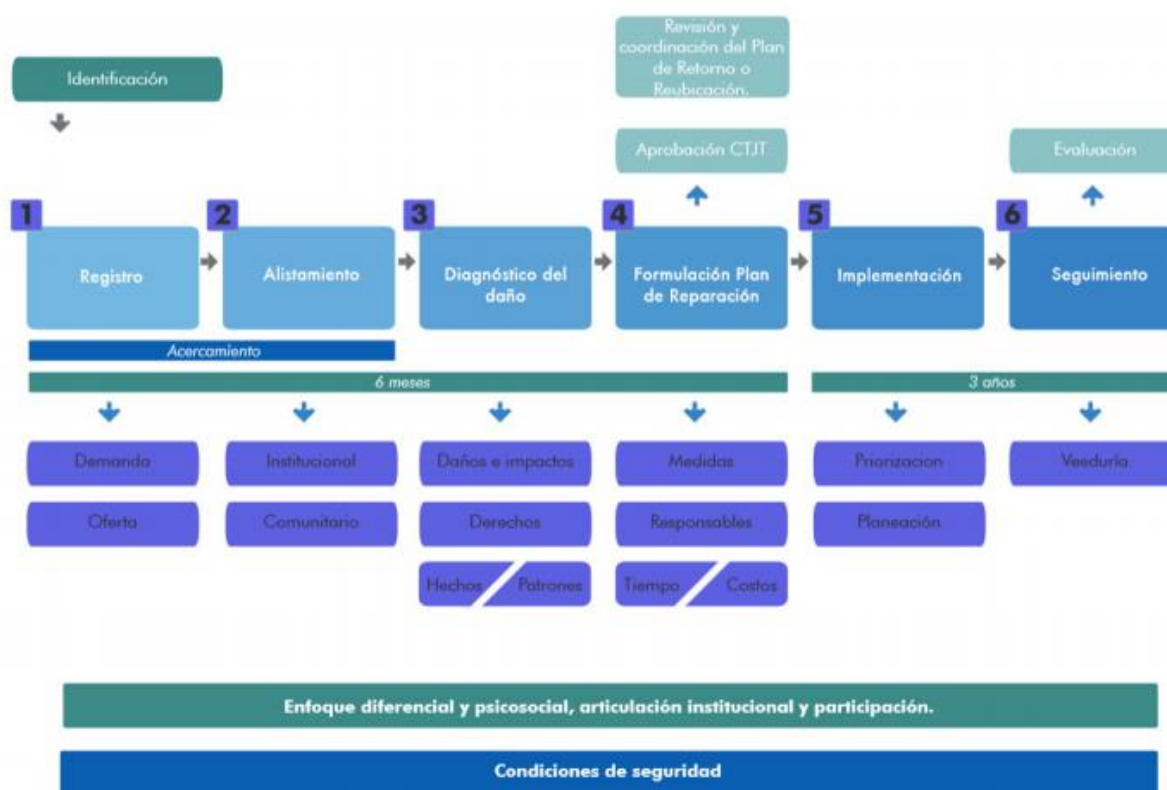 Revisión y
coordinación del Plan
de Retorno o
Reubicación.
Identificación
Aprobación CTJT
Evaluación
1
2
3
4
5
6
Registro
Alistamiento
Diagnóstico del
daño
Formulación Plan
de Reparación
Implementación
Seguimiento
Acercamiento
6 meses
3 años
Demanda
Institucional
Daños e impactos
Medidas
Priorizacion
Veeduría
Oferta
Comunitario
Derechos
Responsables
Planeación
Hechos
Patrones
Tiempo
Costos
Enfoque diferencial y psicosocial, articulación institucional y participación.
Condiciones de seguridad